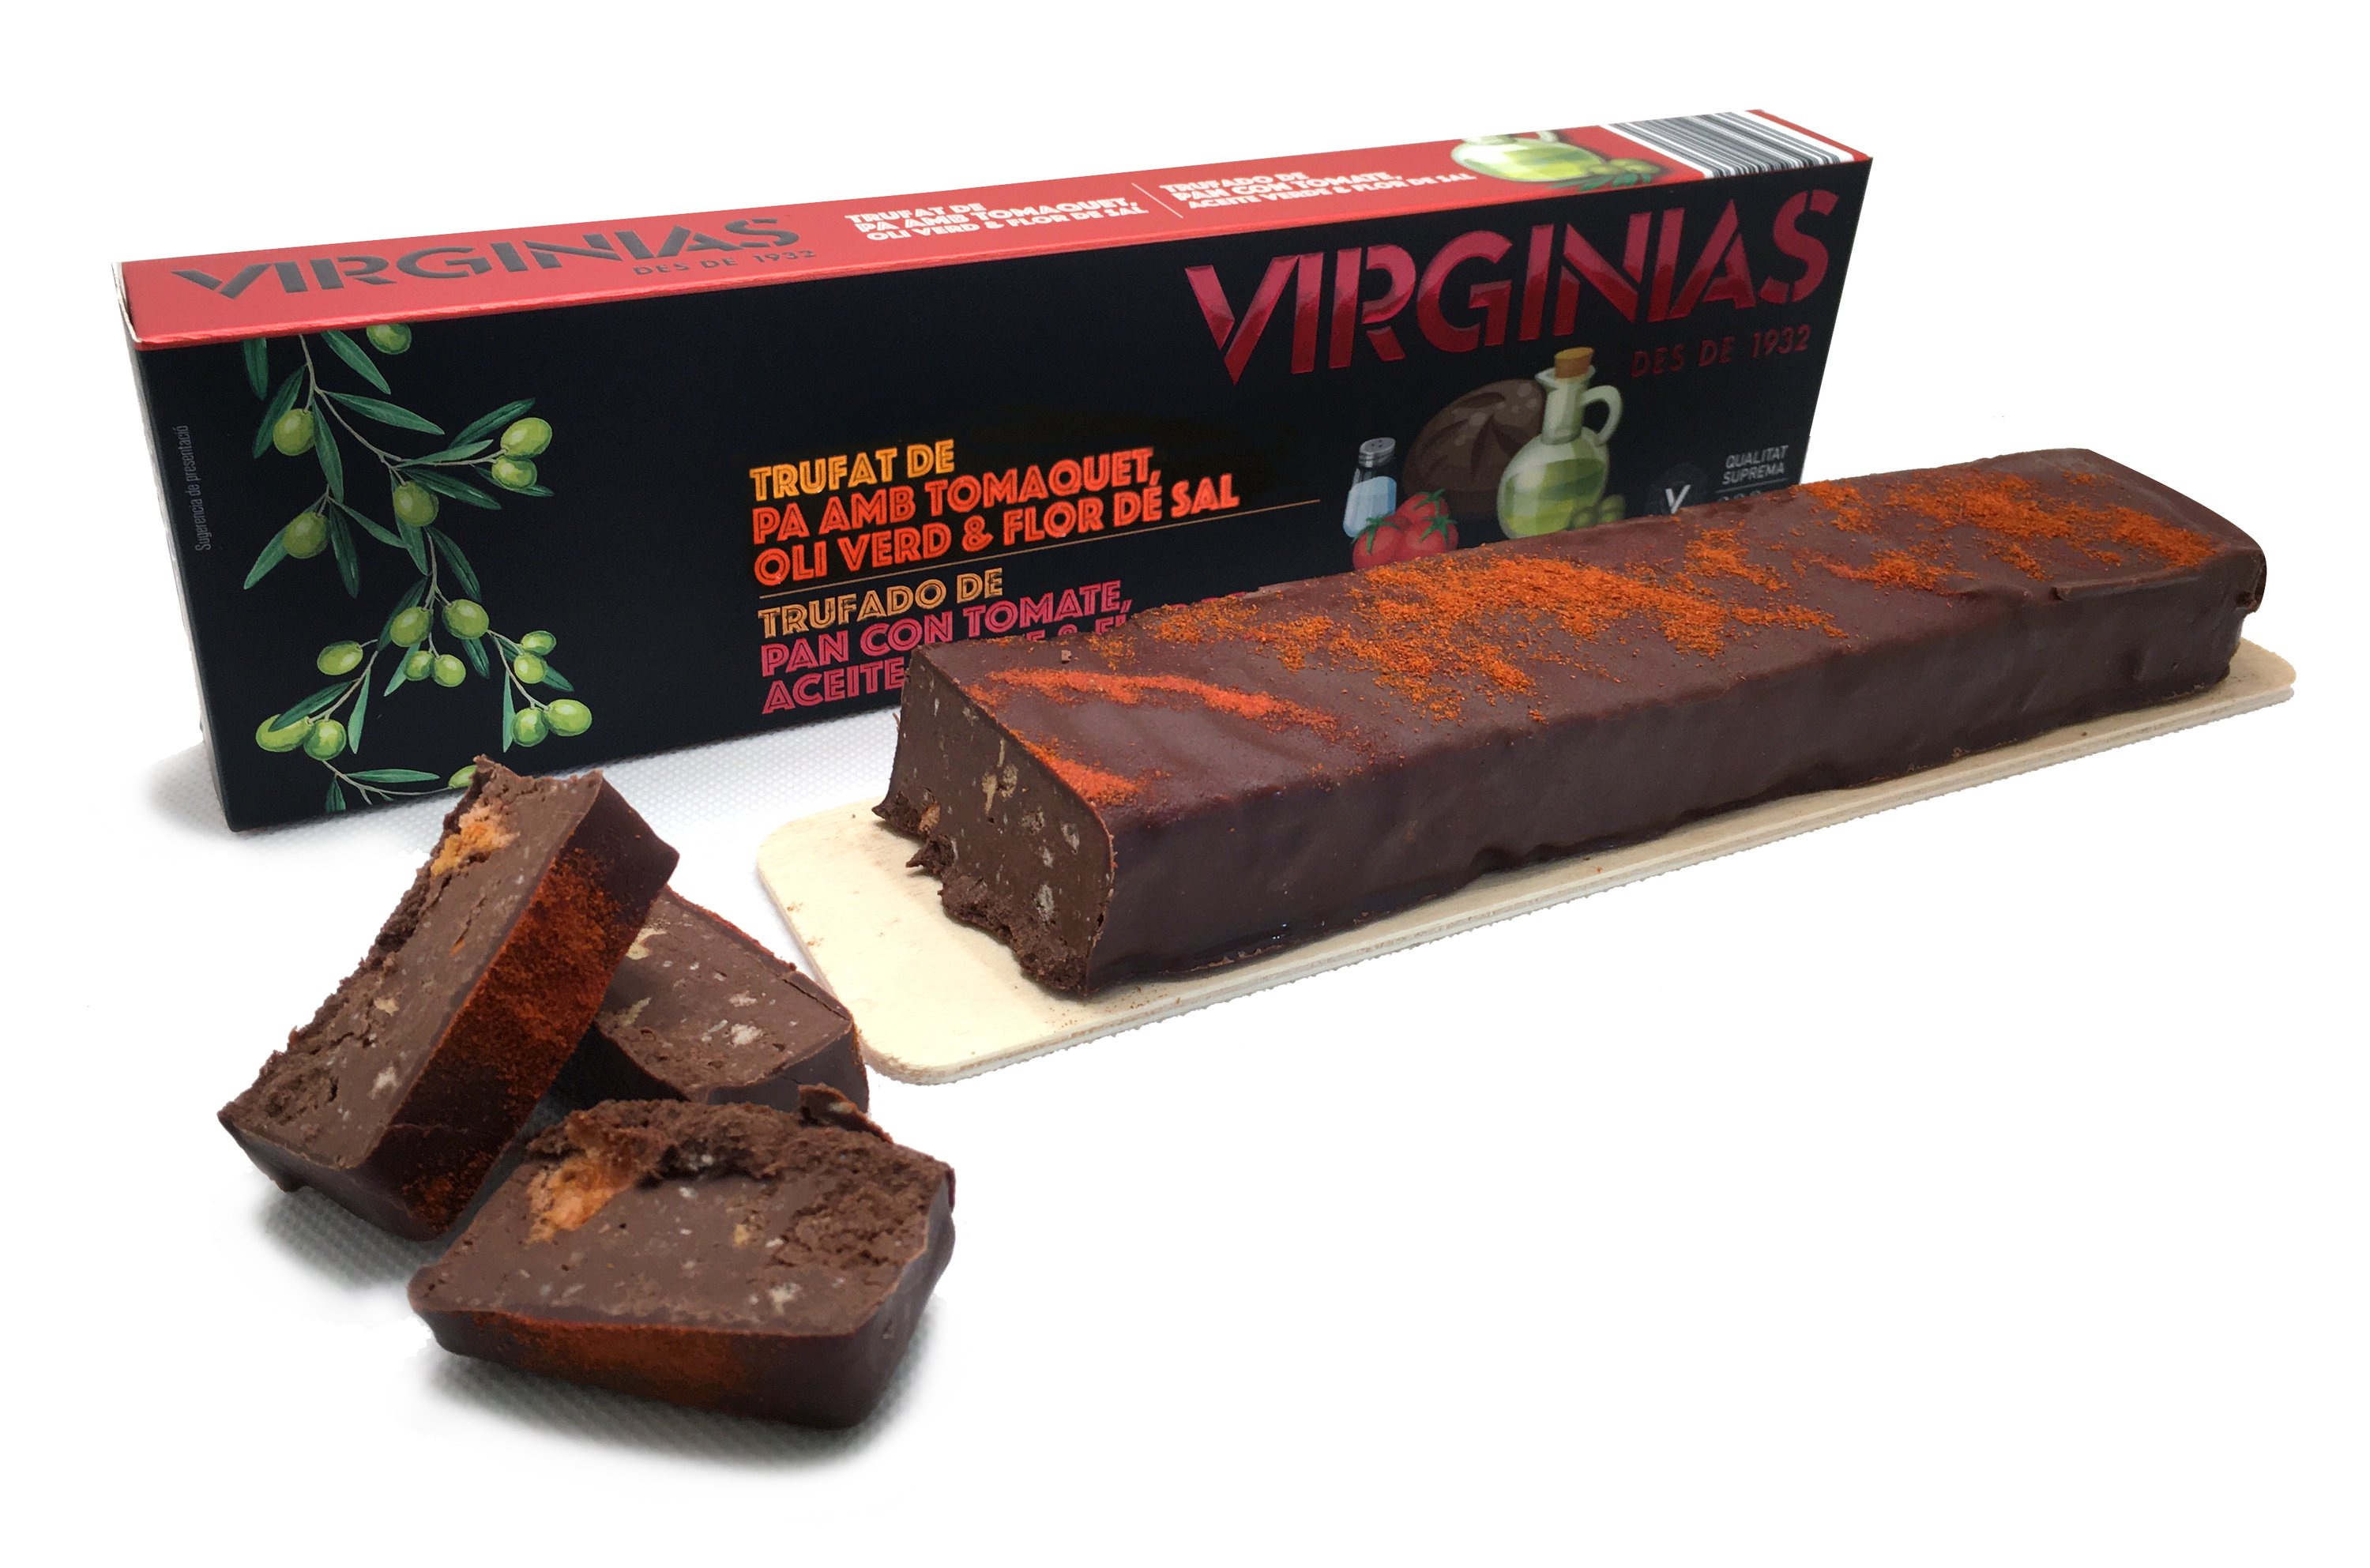 VIRGINIAS
DES DE 1932
TRUFAT DE
PA AMB TOMAQUET,
OLI VERD & FLOR DE SAL
TRUFADO DE
PAN CON TOMATE,
ACEITE VERDE & FLOR DE SAL
VIRGINIAS
DES DE 1932
Sugerencia de presentació
TRUFAT DE
PA AMB TOMAQUET,
OLI VERD & FLOR DE SAL
TRUFADO DE
PAN CON TOMATE,
ACEITE
QUALITAT
SUPREMA
V